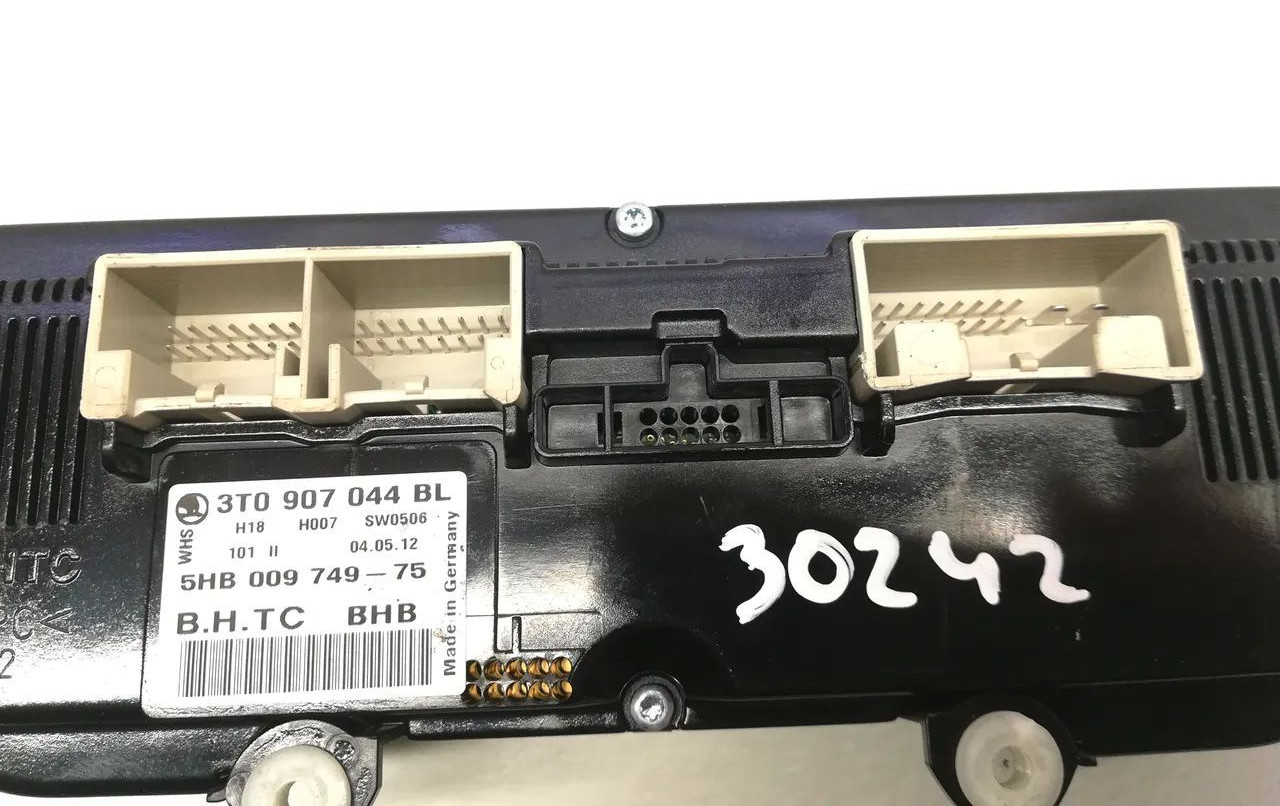 3T0 907 044 BL
H18 H007 SW0506
WHS
101 II 04.05.12
5HB 009 749-75
B.H.TC BHB
Made in Germany
30242
2